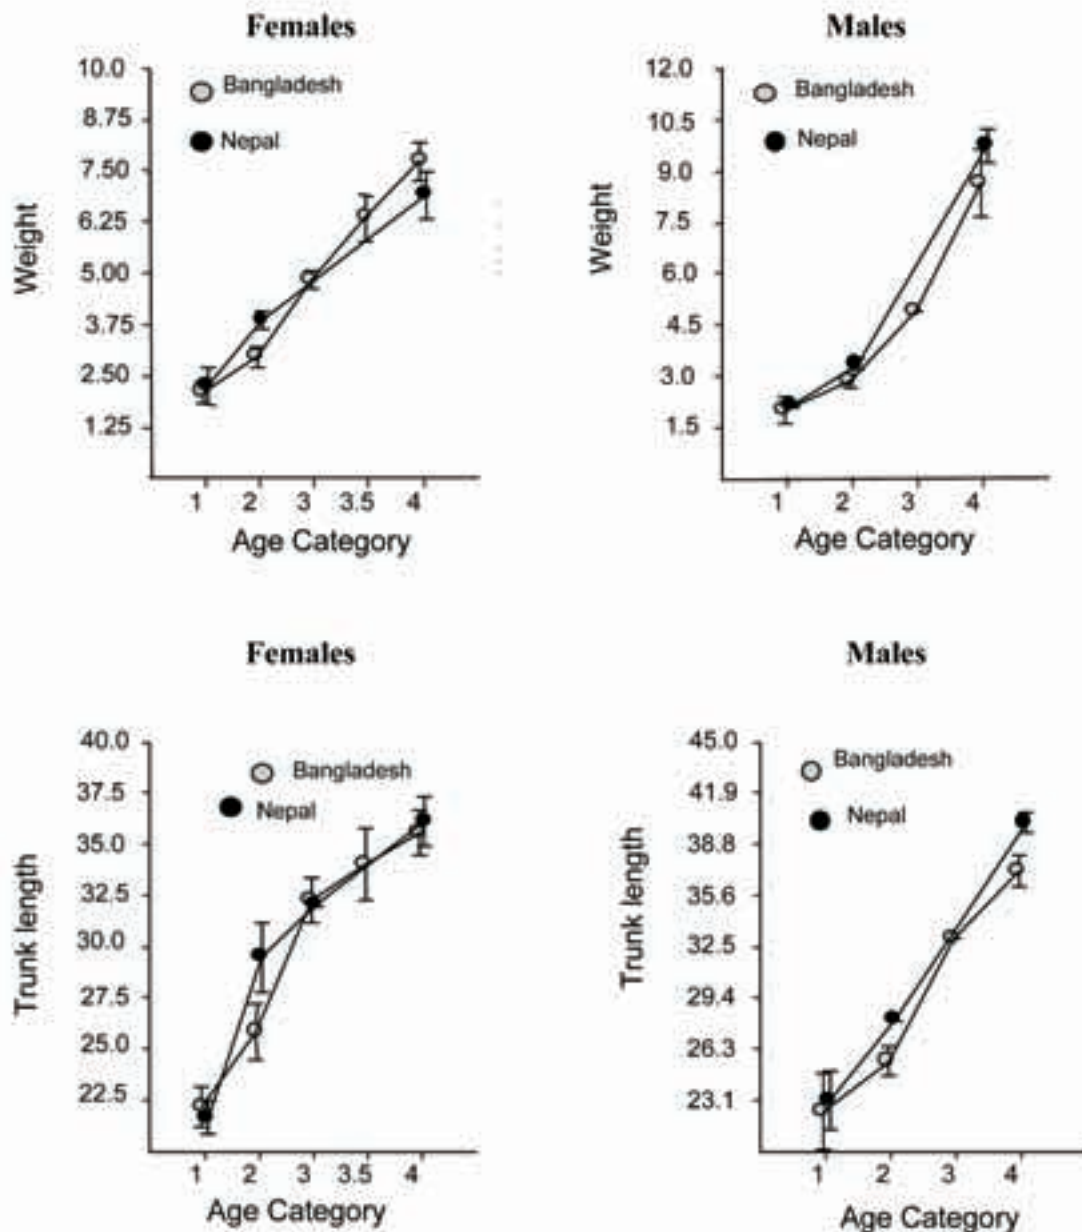 Females
Bangladesh
Nepal
10.0
8.75
7.50
6.25
5.00
3.75
2.50
1.25
Weight
1 2 3 3.5 4
Age Category
Males
Bangladesh
Nepal
12.0
10.5
9.0
7.5
6.0
4.5
3.0
1.5
Weight
1 2 3 4
Age Category
Females
Bangladesh
Nepal
40.0
37.5
35.0
32.5
30.0
27.5
25.0
22.5
Trunk length
1 2 3 3.5 4
Age Category
Males
Bangladesh
Nepal
45.0
41.9
38.8
35.6
32.5
29.4
26.3
23.1
Trunk length
1 2 3 4
Age Category